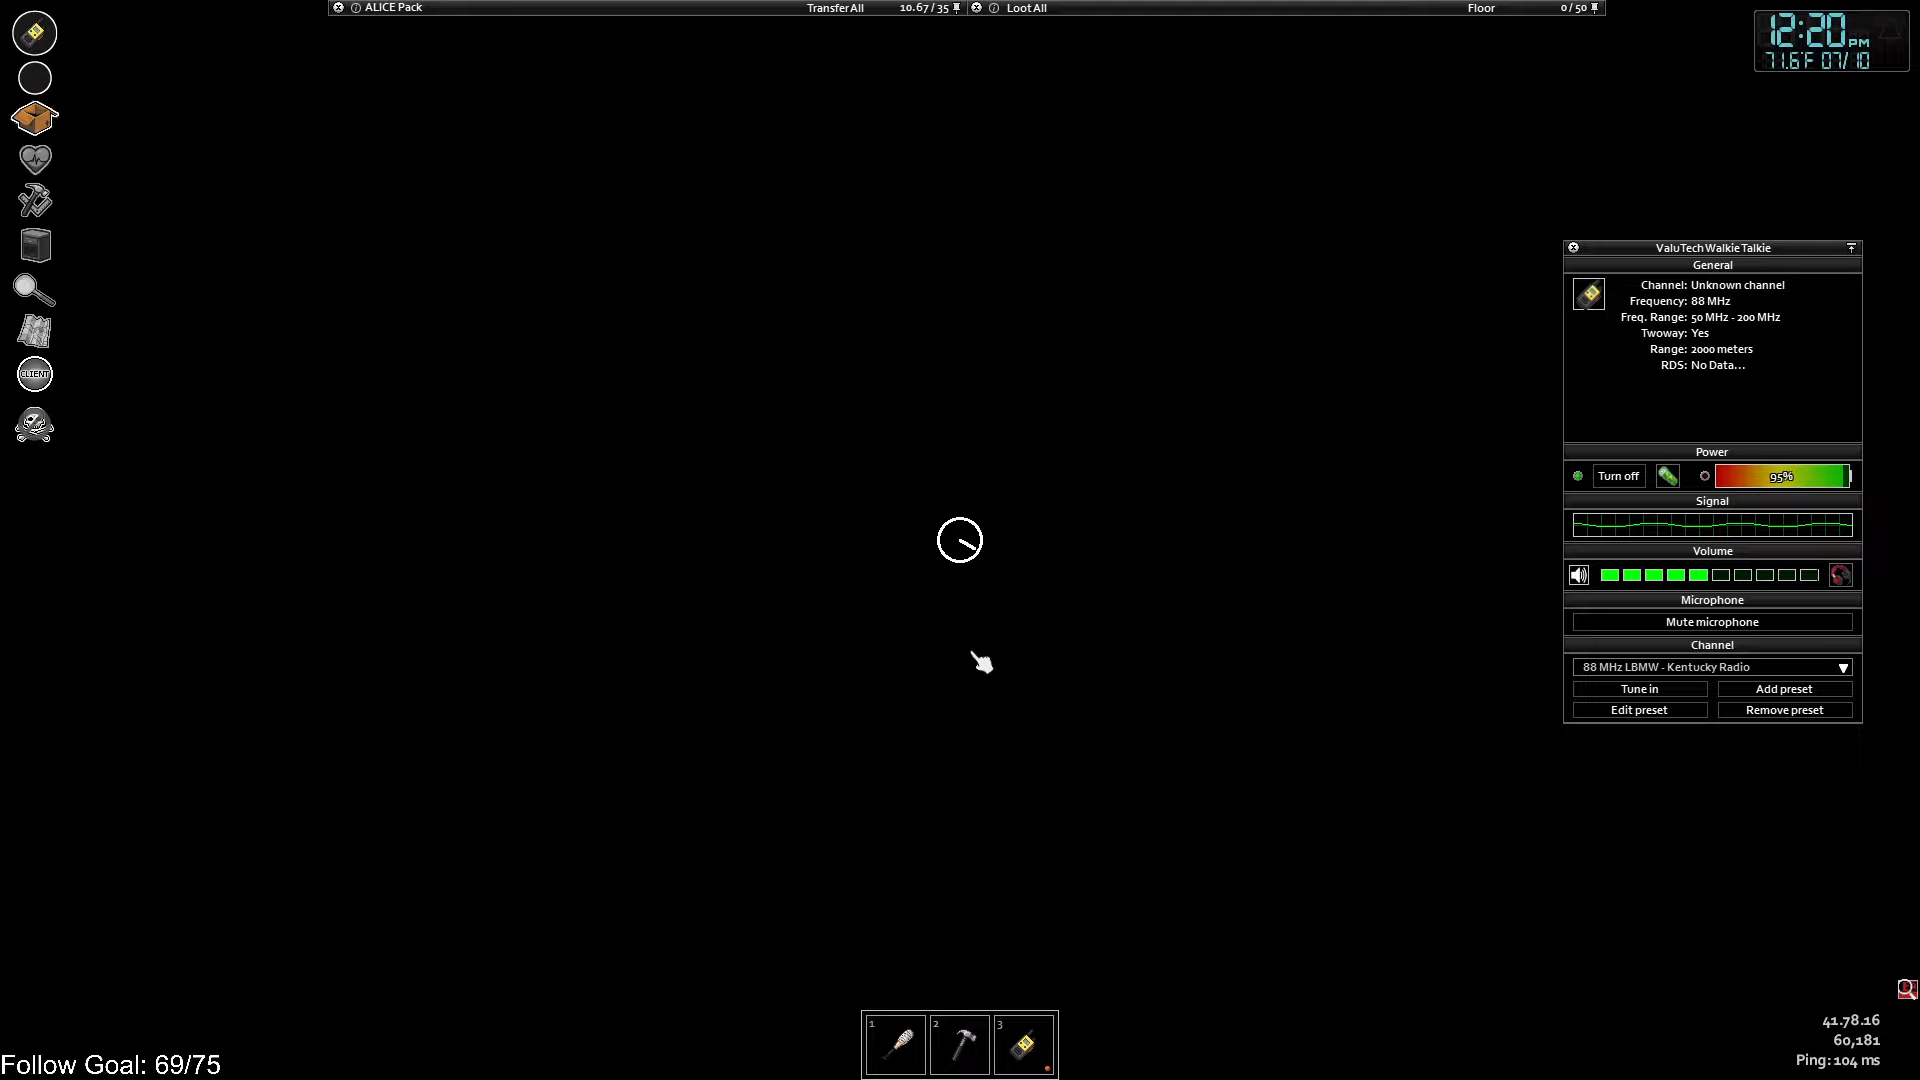 ALICE Pack
Transfer All
10.67 / 35
Loot All
Floor
0 / 50
12:20 PM
71.6°F 07/10
CLIENT
ValuTech Walkie Talkie
General
Channel: Unknown channel
Frequency: 88 MHz
Freq. Range: 50 MHz - 200 MHz
Twoway: Yes
Range: 2000 meters
RDS: No Data...
Power
Turn off
95%
Signal
Volume
Microphone
Mute microphone
Channel
88 MHz LBMW - Kentucky Radio
Tune in
Add preset
Edit preset
Remove preset
1
2
3
41.78.16
60,181
Ping: 104 ms
Follow Goal: 69/75